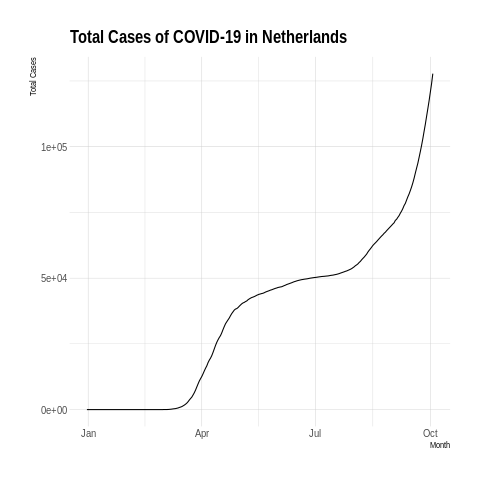 Total Cases of COVID-19 in Netherlands
Total Cases
1e+05
5e+04
0e+00
Jan Apr Jul Oct
Month